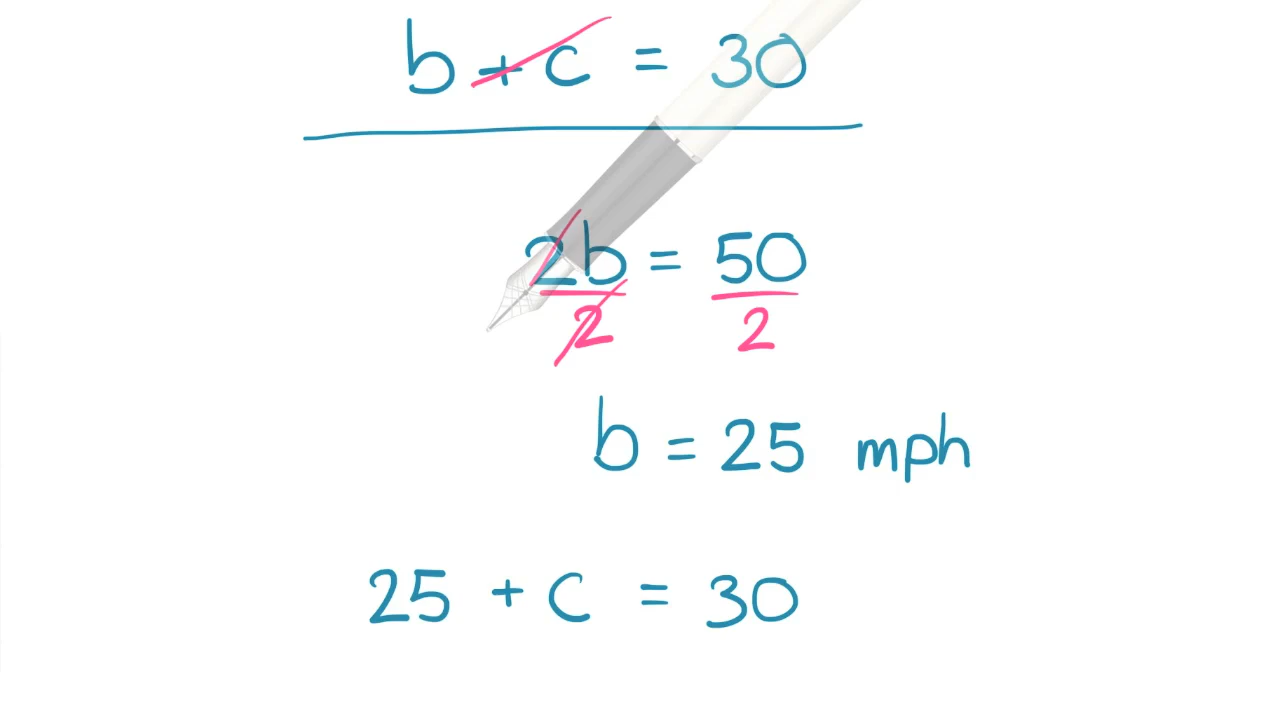 b + c = 30
2b = 50
2 2
b = 25 mph
25 + c = 30